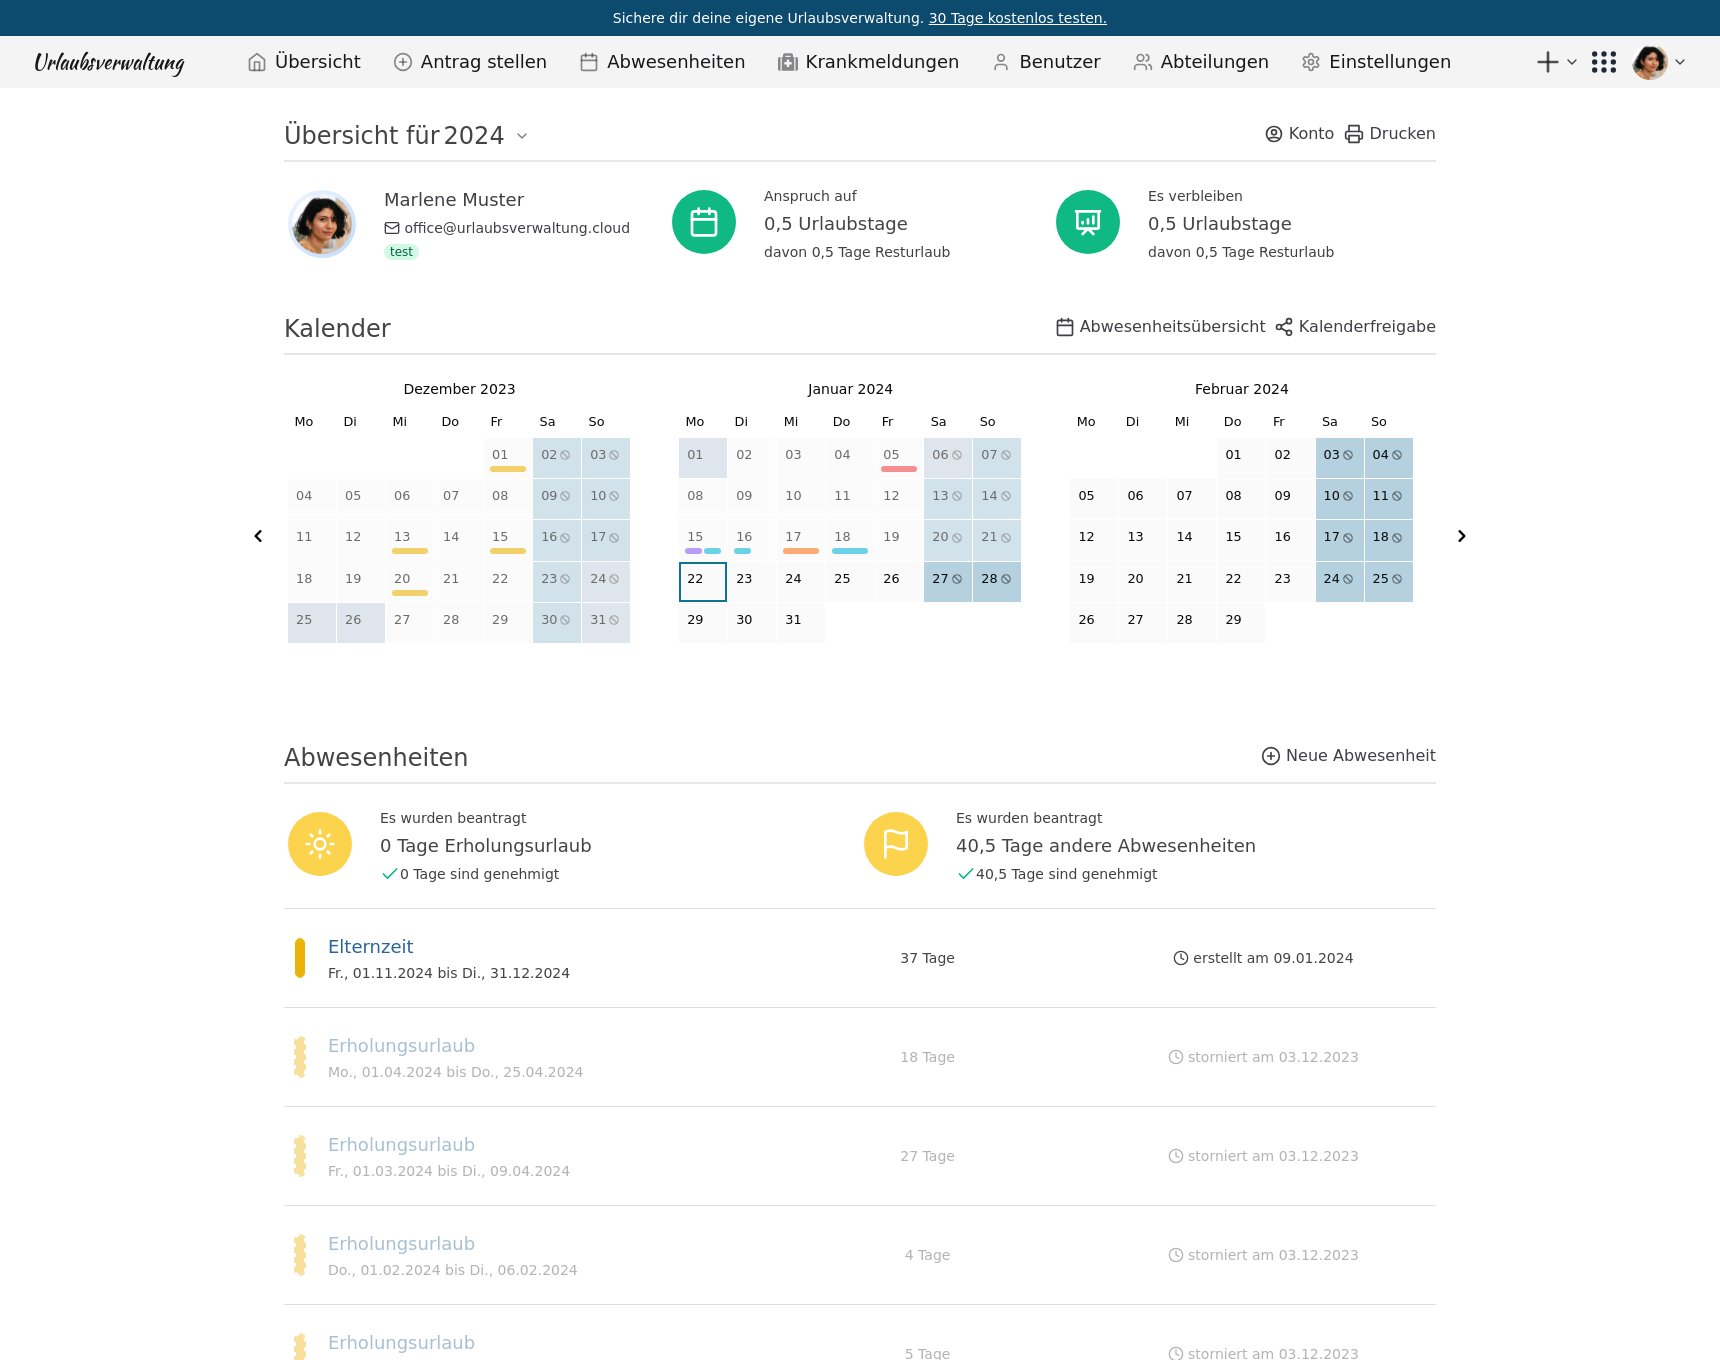 Sichere dir deine eigene Urlaubsverwaltung. 30 Tage kostenlos testen.
Urlaubsverwaltung Übersicht Antrag stellen Abwesenheiten Krankmeldungen Benutzer Abteilungen Einstellungen
Übersicht für 2024 Konto Drucken
Marlene Muster
office@urlaubsverwaltung.cloud
test
Anspruch auf
0,5 Urlaubstage
davon 0,5 Tage Resturlaub
Es verbleiben
0,5 Urlaubstage
davon 0,5 Tage Resturlaub
Kalender Abwesenheitsübersicht Kalenderfreigabe
Dezember 2023
Mo Di Mi Do Fr Sa So
01 02 03
04 05 06 07 08 09 10
11 12 13 14 15 16 17
18 19 20 21 22 23 24
25 26 27 28 29 30 31
Januar 2024
Mo Di Mi Do Fr Sa So
01 02 03 04 05 06 07
08 09 10 11 12 13 14
15 16 17 18 19 20 21
22 23 24 25 26 27 28
29 30 31
Februar 2024
Mo Di Mi Do Fr Sa So
01 02 03 04
05 06 07 08 09 10 11
12 13 14 15 16 17 18
19 20 21 22 23 24 25
26 27 28 29
Abwesenheiten Neue Abwesenheit
Es wurden beantragt
0 Tage Erholungsurlaub
0 Tage sind genehmigt
Es wurden beantragt
40,5 Tage andere Abwesenheiten
40,5 Tage sind genehmigt
Elternzeit
Fr., 01.11.2024 bis Di., 31.12.2024
37 Tage
erstellt am 09.01.2024
Erholungsurlaub
Mo., 01.04.2024 bis Do., 25.04.2024
18 Tage
storniert am 03.12.2023
Erholungsurlaub
Fr., 01.03.2024 bis Di., 09.04.2024
27 Tage
storniert am 03.12.2023
Erholungsurlaub
Do., 01.02.2024 bis Di., 06.02.2024
4 Tage
storniert am 03.12.2023
Erholungsurlaub
5 Tage
storniert am 03.12.2023